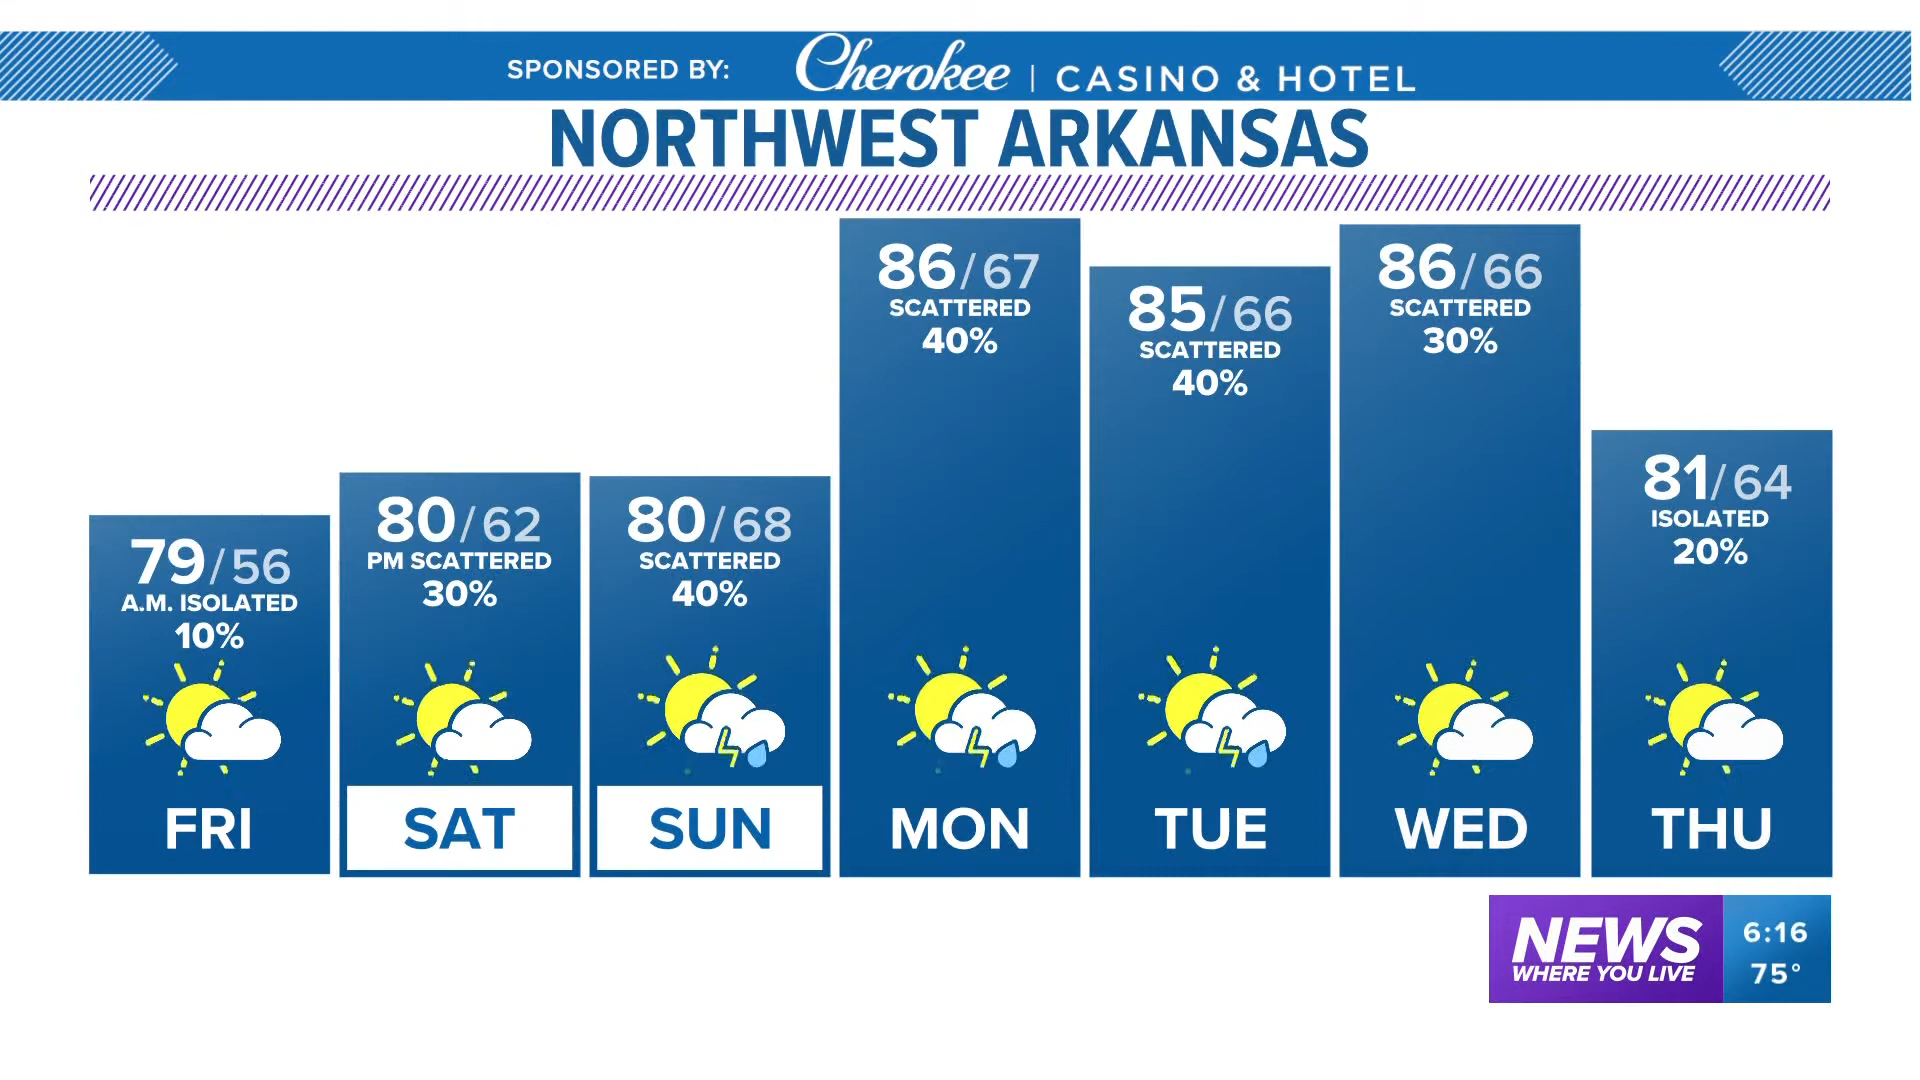 SPONSORED BY: Cherokee | CASINO & HOTEL
NORTHWEST ARKANSAS
79/56
A.M. ISOLATED
10%
FRI
80/62
PM SCATTERED
30%
SAT
80/68
SCATTERED
40%
SUN
86/67
SCATTERED
40%
MON
85/66
SCATTERED
40%
TUE
86/66
SCATTERED
30%
WED
81/64
ISOLATED
20%
THU
NEWS
WHERE YOU LIVE
6:16
75°